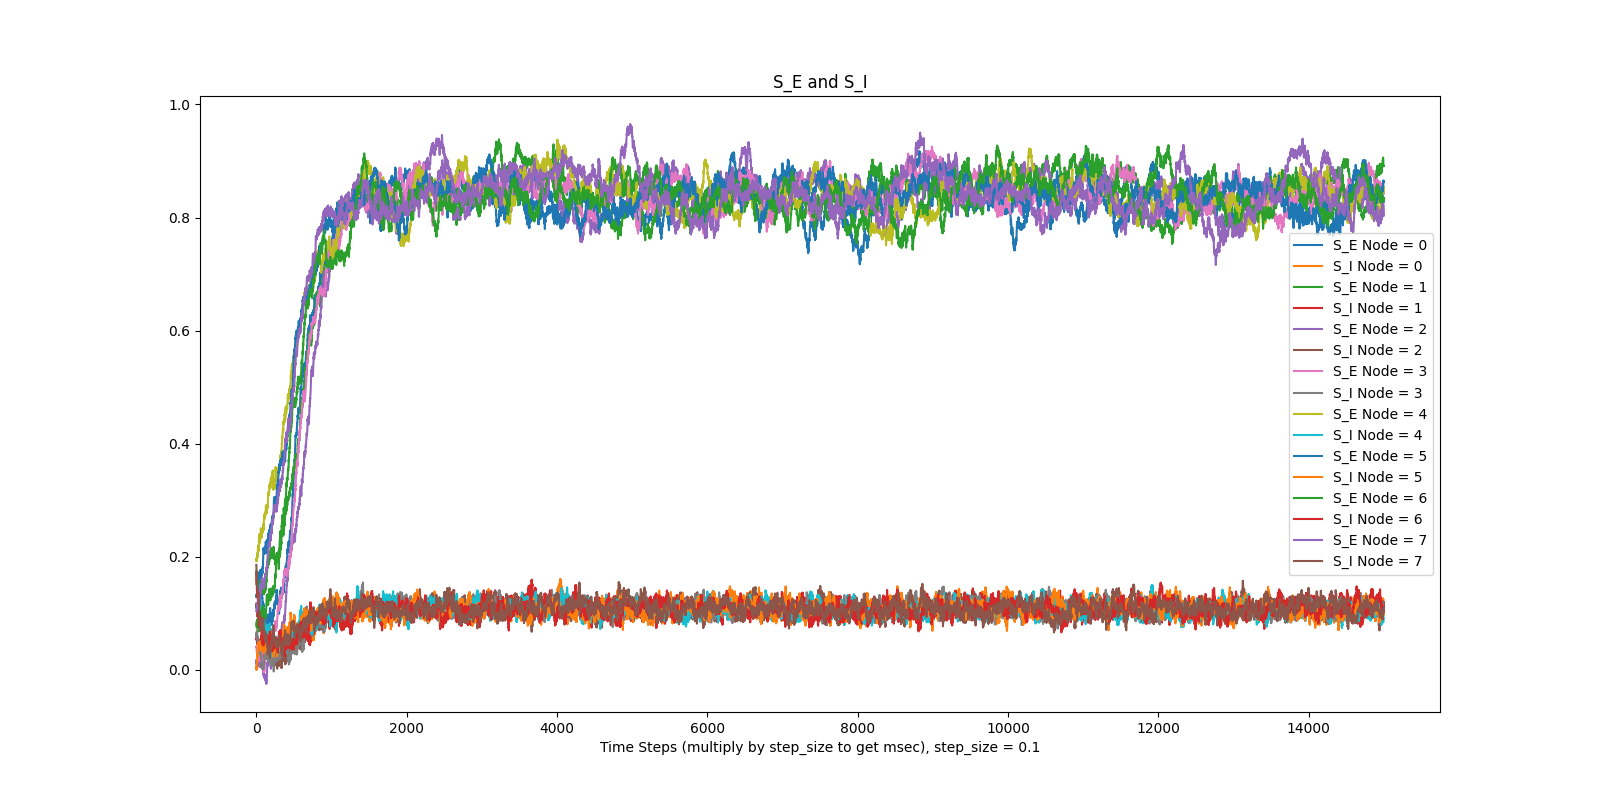 S_E and S_I
1.0
0.8
0.6
0.4
0.2
0.0
0 2000 4000 6000 8000 10000 12000 14000
Time Steps (multiply by step_size to get msec), step_size = 0.1
S_E Node = 0
S_I Node = 0
S_E Node = 1
S_I Node = 1
S_E Node = 2
S_I Node = 2
S_E Node = 3
S_I Node = 3
S_E Node = 4
S_I Node = 4
S_E Node = 5
S_I Node = 5
S_E Node = 6
S_I Node = 6
S_E Node = 7
S_I Node = 7